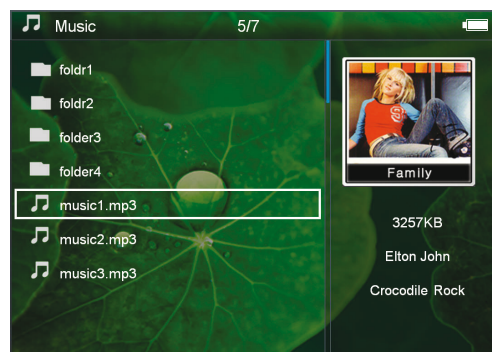 Music 5/7
foldr1
foldr2
folder3
folder4
music1.mp3
music2.mp3
music3.mp3
S
Family
3257KB
Elton John
Crocodile Rock